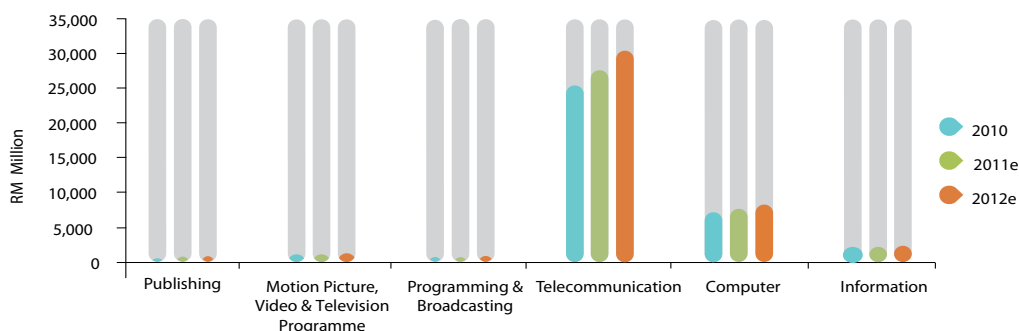 35,000
30,000
25,000
20,000
15,000
10,000
5,000
0
RM Million
2010
2011e
2012e
Publishing
Motion Picture,
Video & Television
Programme
Programming &
Broadcasting
Telecommunication
Computer
Information